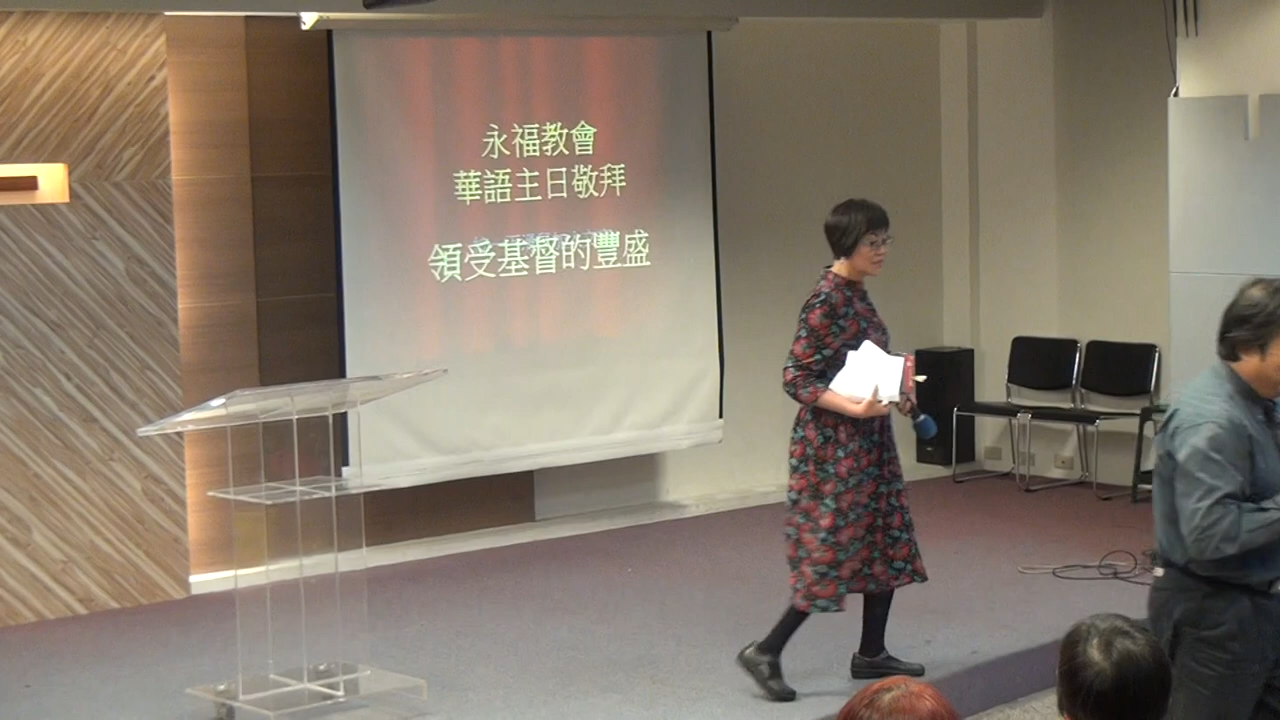 永福教會
華語主日敬拜
領受基督的豐盛